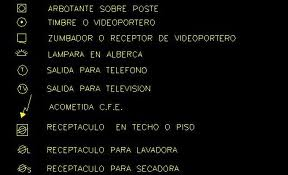 ARBOTANTE SOBRE POSTE
TIMBRE O VIDEOPORTERO
ZUMBADOR O RECEPTOR DE VIDEOPORTERO
LAMPARA EN ALBERCA
SALIDA PARA TELEFONO
SALIDA PARA TELEVISION
ACOMETIDA C.F.E.
RECEPTACULO EN TECHO O PISO
L RECEPTACULO PARA LAVADORA
S RECEPTACULO PARA SECADORA